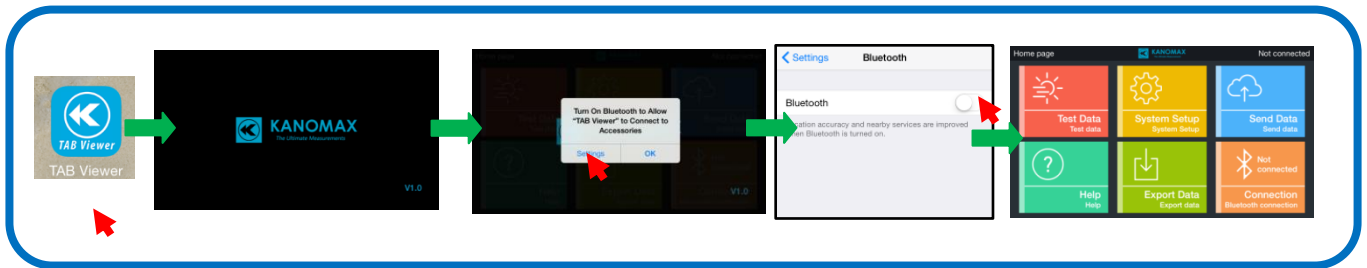 TAB Viewer
TAB Viewer
KANOMAX
The Ultimate Measurements
V1.0
Turn On Bluetooth to Allow
"TAB Viewer" to Connect to
Accessories
Settings
OK
V1.0
Settings
Bluetooth
Bluetooth
ocation accuracy and nearby services are improved
hen Bluetooth is turned on.
Home page
KANOMAX
Not connected
Test Data
Test data
System Setup
System Setup
Send Data
Send data
Help
Help
Export Data
Export data
Not
connected
Connection
Bluetooth connection